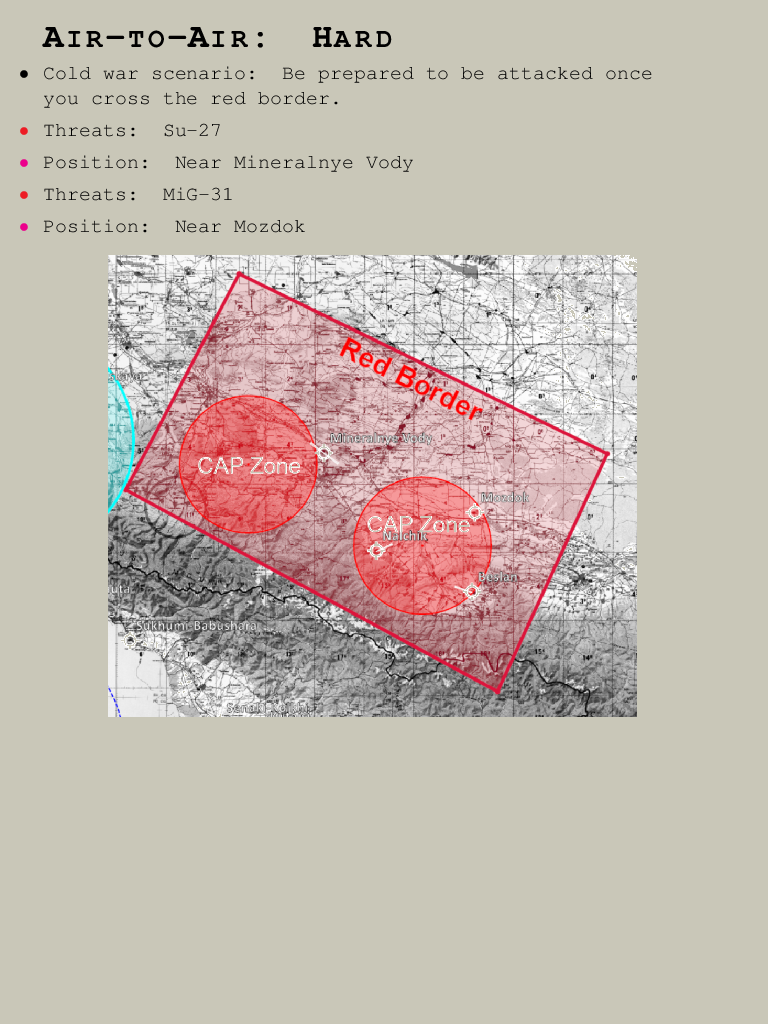 Air-to-Air: Hard
• Cold war scenario: Be prepared to be attacked once
you cross the red border.
• Threats: Su-27
• Position: Near Mineralnye Vody
• Threats: MiG-31
• Position: Near Mozdok
Red Border
Mineralnye Vody
CAP Zone
Mozdok
CAP Zone
Nalchik
Beslan
Sukhumi-Babushara